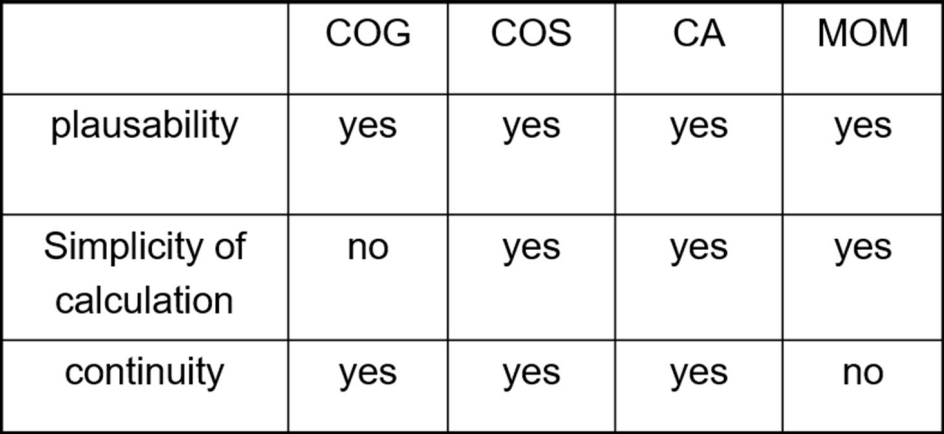 COG COS CA MOM
plausability yes yes yes yes
Simplicity of
calculation no yes yes yes
continuity yes yes yes no